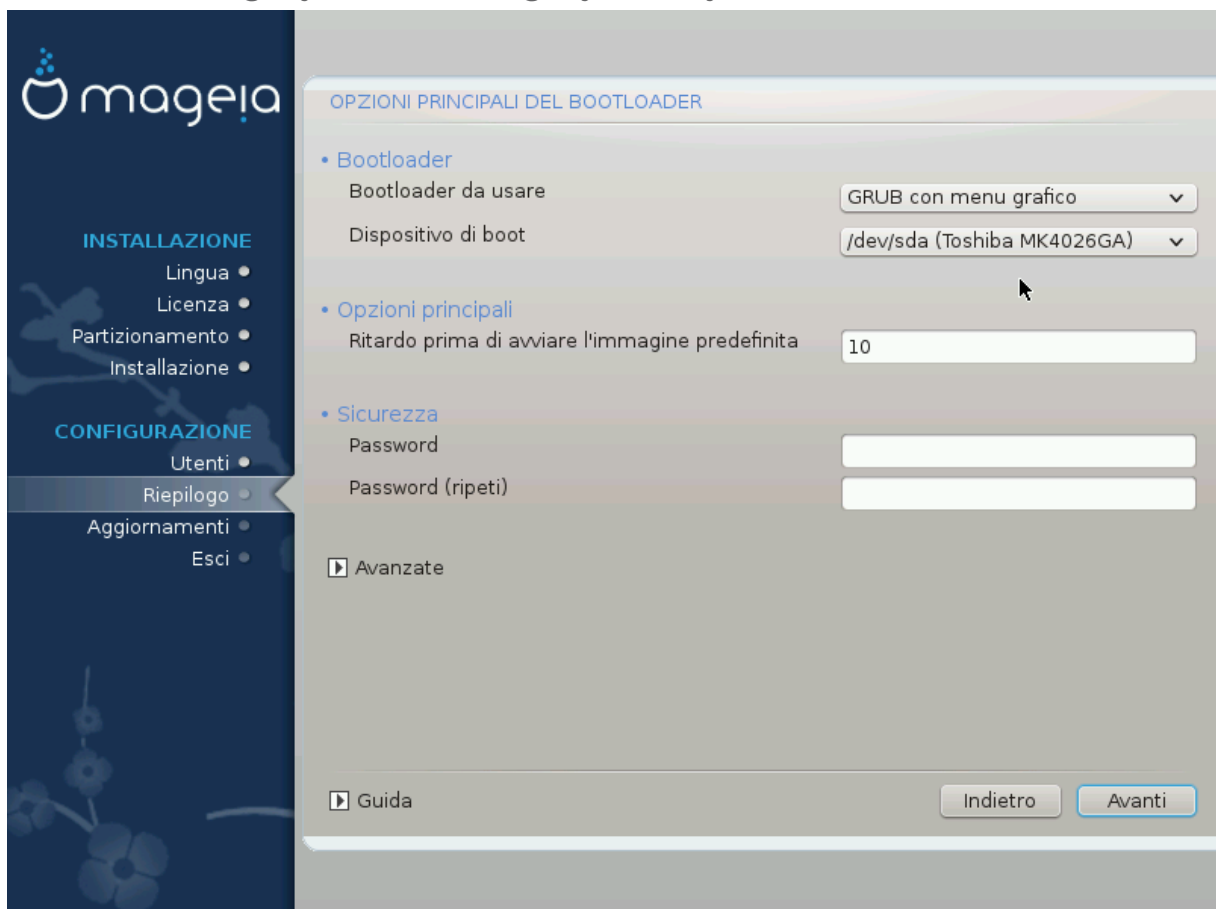 mageia
OPZIONI PRINCIPALI DEL BOOTLOADER
• Bootloader
Bootloader da usare
GRUB con menu grafico
Dispositivo di boot
/dev/sda (Toshiba MK4026GA)
• Opzioni principali
Ritardo prima di avviare l'immagine predefinita
10
• Sicurezza
Password
Password (ripeti)
Avanzate
Guida
Indietro
Avanti
INSTALLAZIONE
Lingua
Licenza
Partizionamento
Installazione
CONFIGURAZIONE
Utenti
Riepilogo
Aggiornamenti
Esci